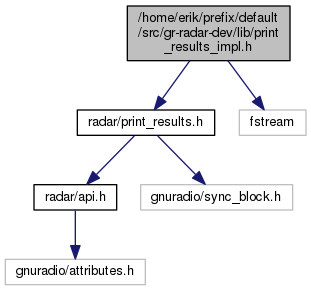 /home/erik/prefix/default
/src/gr-radar-dev/lib/print
_results_impl.h
radar/print_results.h
fstream
radar/api.h
gnuradio/sync_block.h
gnuradio/attributes.h